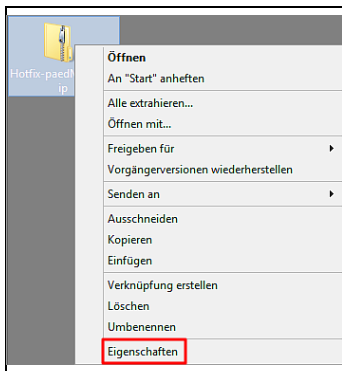 Hotfix-paed
ip
Öffnen
An "Start" anheften
Alle extrahieren...
Öffnen mit...
Freigeben für
Vorgängerversionen wiederherstellen
Senden an
Ausschneiden
Kopieren
Einfügen
Verknüpfung erstellen
Löschen
Umbenennen
Eigenschaften